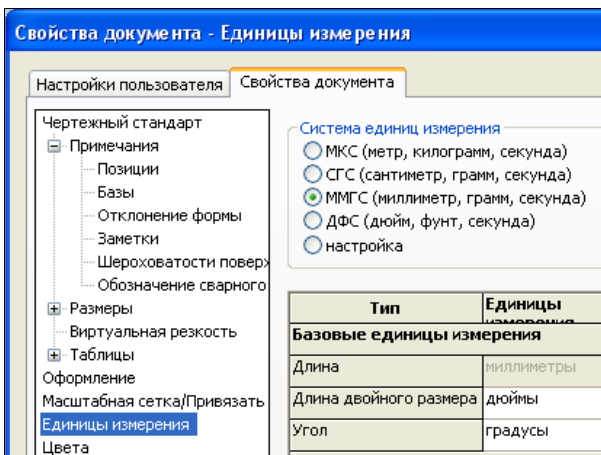 Свойства документа - Единицы измерения
Настройки пользователя
Свойства документа
Чертежный стандарт
Примечания
Позиции
Базы
Отклонение формы
Заметки
Шероховатости повер
Обозначение сварного
Размеры
Виртуальная резкость
Таблицы
Оформление
Масштабная сетка/Привязать
Единицы измерения
Цвета
Система единиц измерения
МКС (метр, килограмм, секунда)
СГС (сантиметр, грамм, секунда)
ММГС (миллиметр, грамм, секунда)
ДФС (дюйм, фунт, секунда)
настройка
Тип
Единицы
измерения
Базовые единицы измерения
Длина
миллиметры
Длина двойного размера
дюймы
Угол
градусы